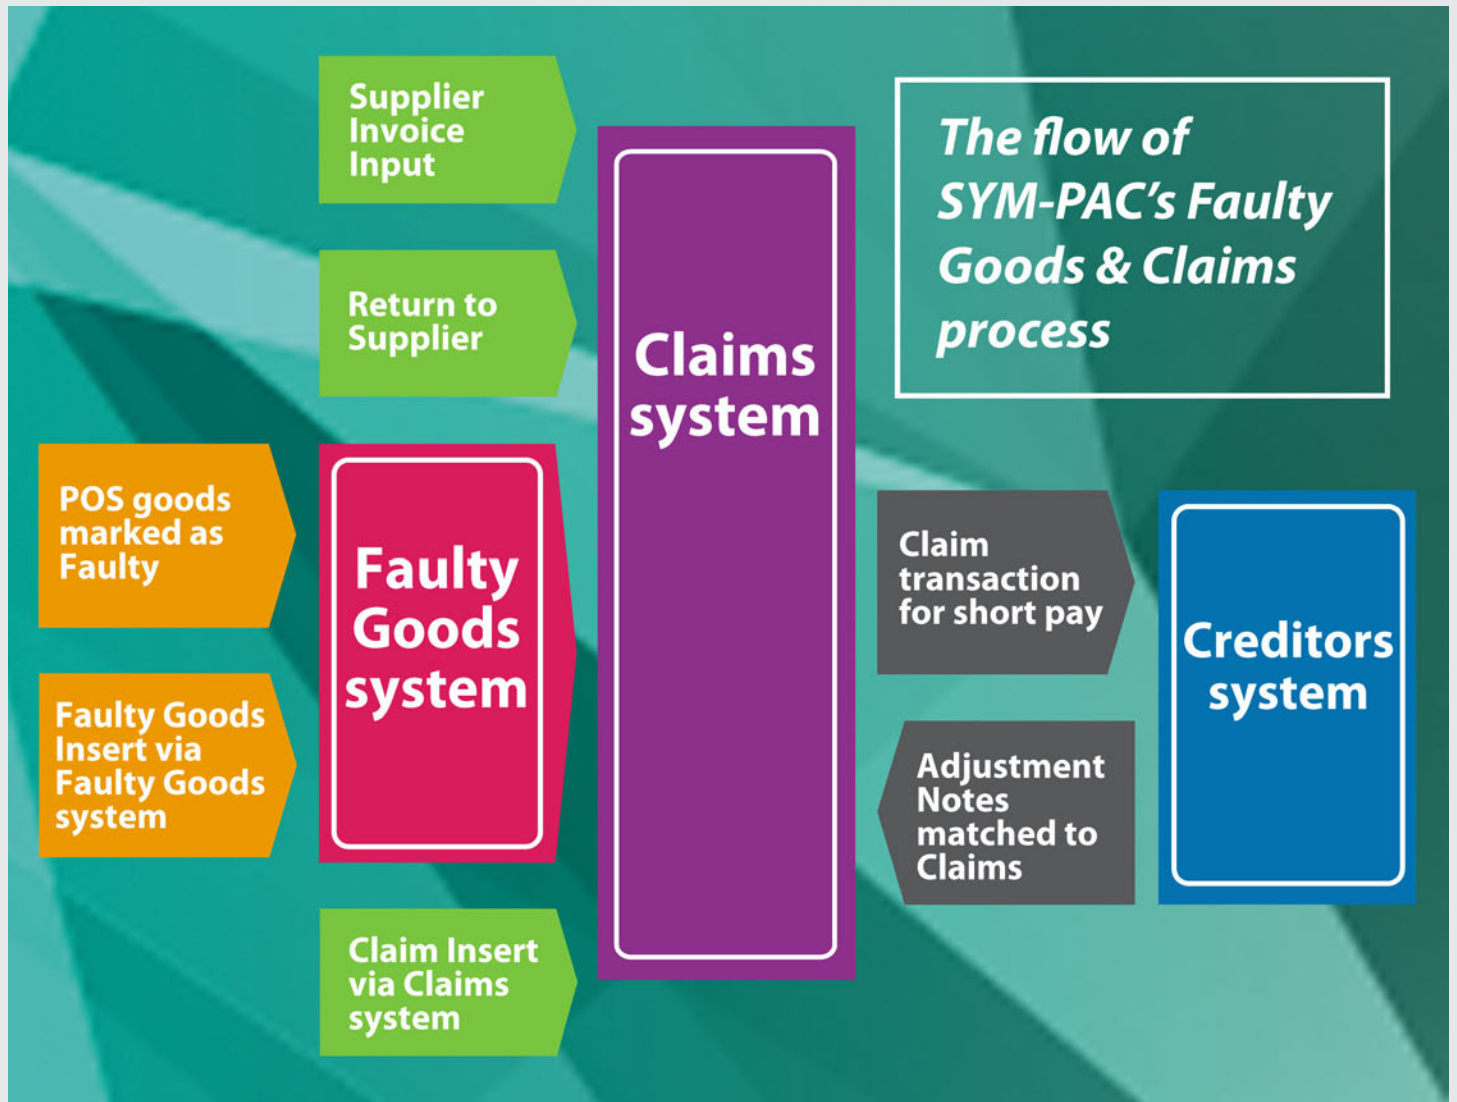 Supplier
Invoice
Input
The flow of
SYM-PAC's Faulty
Goods & Claims
process
Return to
Supplier
Claims
system
POS goods
marked as
Faulty
Faulty
Goods
system
Faulty Goods
Insert via
Faulty Goods
system
Claim
transaction
for short pay
Creditors
system
Adjustment
Notes
matched to
Claims
Claim Insert
via Claims
system